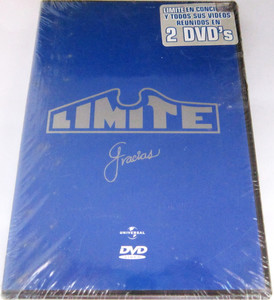 LIMITE EN CONCIERTO
Y TODOS SUS VIDEOS
REUNIDOS EN
2 DVD's
LIMITE
gracias
UNIVERSAL
DVD